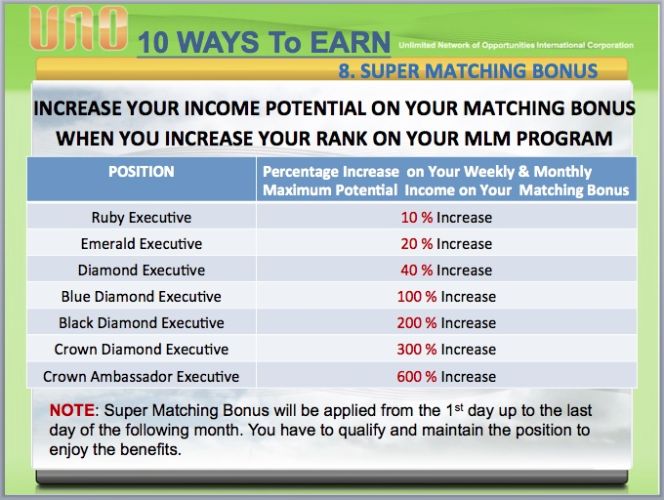 UNO 10 WAYS To EARN Unlimited Network of Opportunities International Corporation
8. SUPER MATCHING BONUS
INCREASE YOUR INCOME POTENTIAL ON YOUR MATCHING BONUS
WHEN YOU INCREASE YOUR RANK ON YOUR MLM PROGRAM
POSITION Percentage Increase on Your Weekly & Monthly
Maximum Potential Income on Your Matching Bonus
Ruby Executive 10 % Increase
Emerald Executive 20 % Increase
Diamond Executive 40 % Increase
Blue Diamond Executive 100 % Increase
Black Diamond Executive 200 % Increase
Crown Diamond Executive 300 % Increase
Crown Ambassador Executive 600 % Increase
NOTE: Super Matching Bonus will be applied from the 1st day up to the last
day of the following month. You have to qualify and maintain the position to
enjoy the benefits.